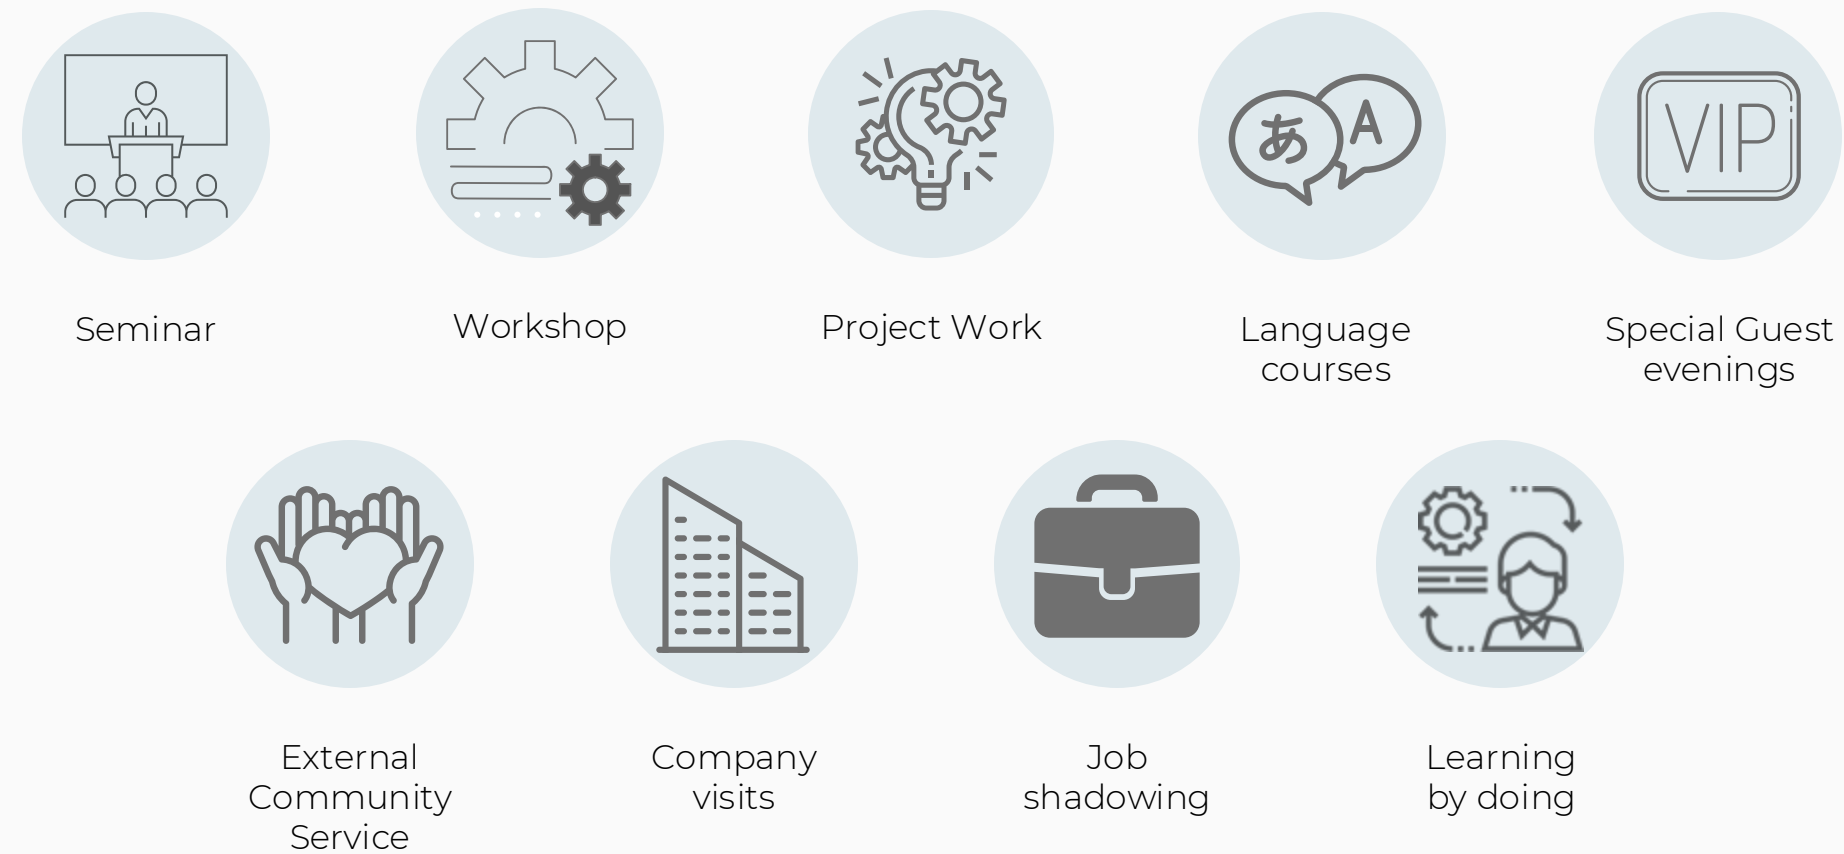 あ
A
VIP
Seminar
Workshop
Project Work
Language
courses
Special Guest
evenings
External
Community
Service
Company
visits
Job
shadowing
Learning
by doing